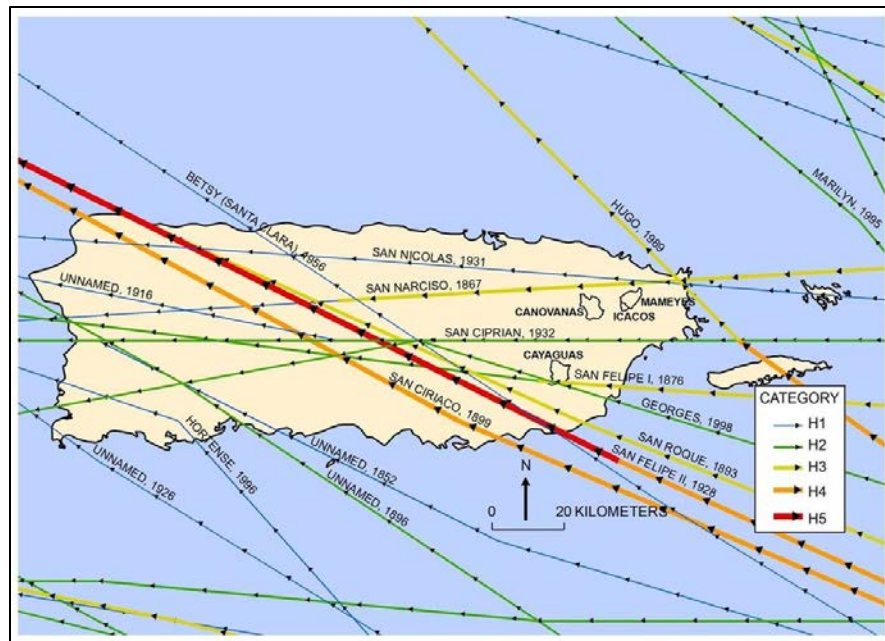 MARILYN, 1995
HUGO, 1989
BETSY (SANTA CLARA), 1956
SAN NICOLAS, 1931
UNNAMED, 1916
SAN NARCISO, 1867
MAMEYES
CANOVANAS
ICACOS
SAN CIPRIAN, 1932
CAYAGUAS
SAN FELIPE I, 1876
SAN CIRIACO, 1899
GEORGES, 1998
HORTENSE, 1996
UNNAMED, 1852
SAN ROQUE, 1893
SAN FELIPE II, 1928
UNNAMED, 1926
UNNAMED, 1896
N
0 20 KILOMETERS
CATEGORY
H1
H2
H3
H4
H5